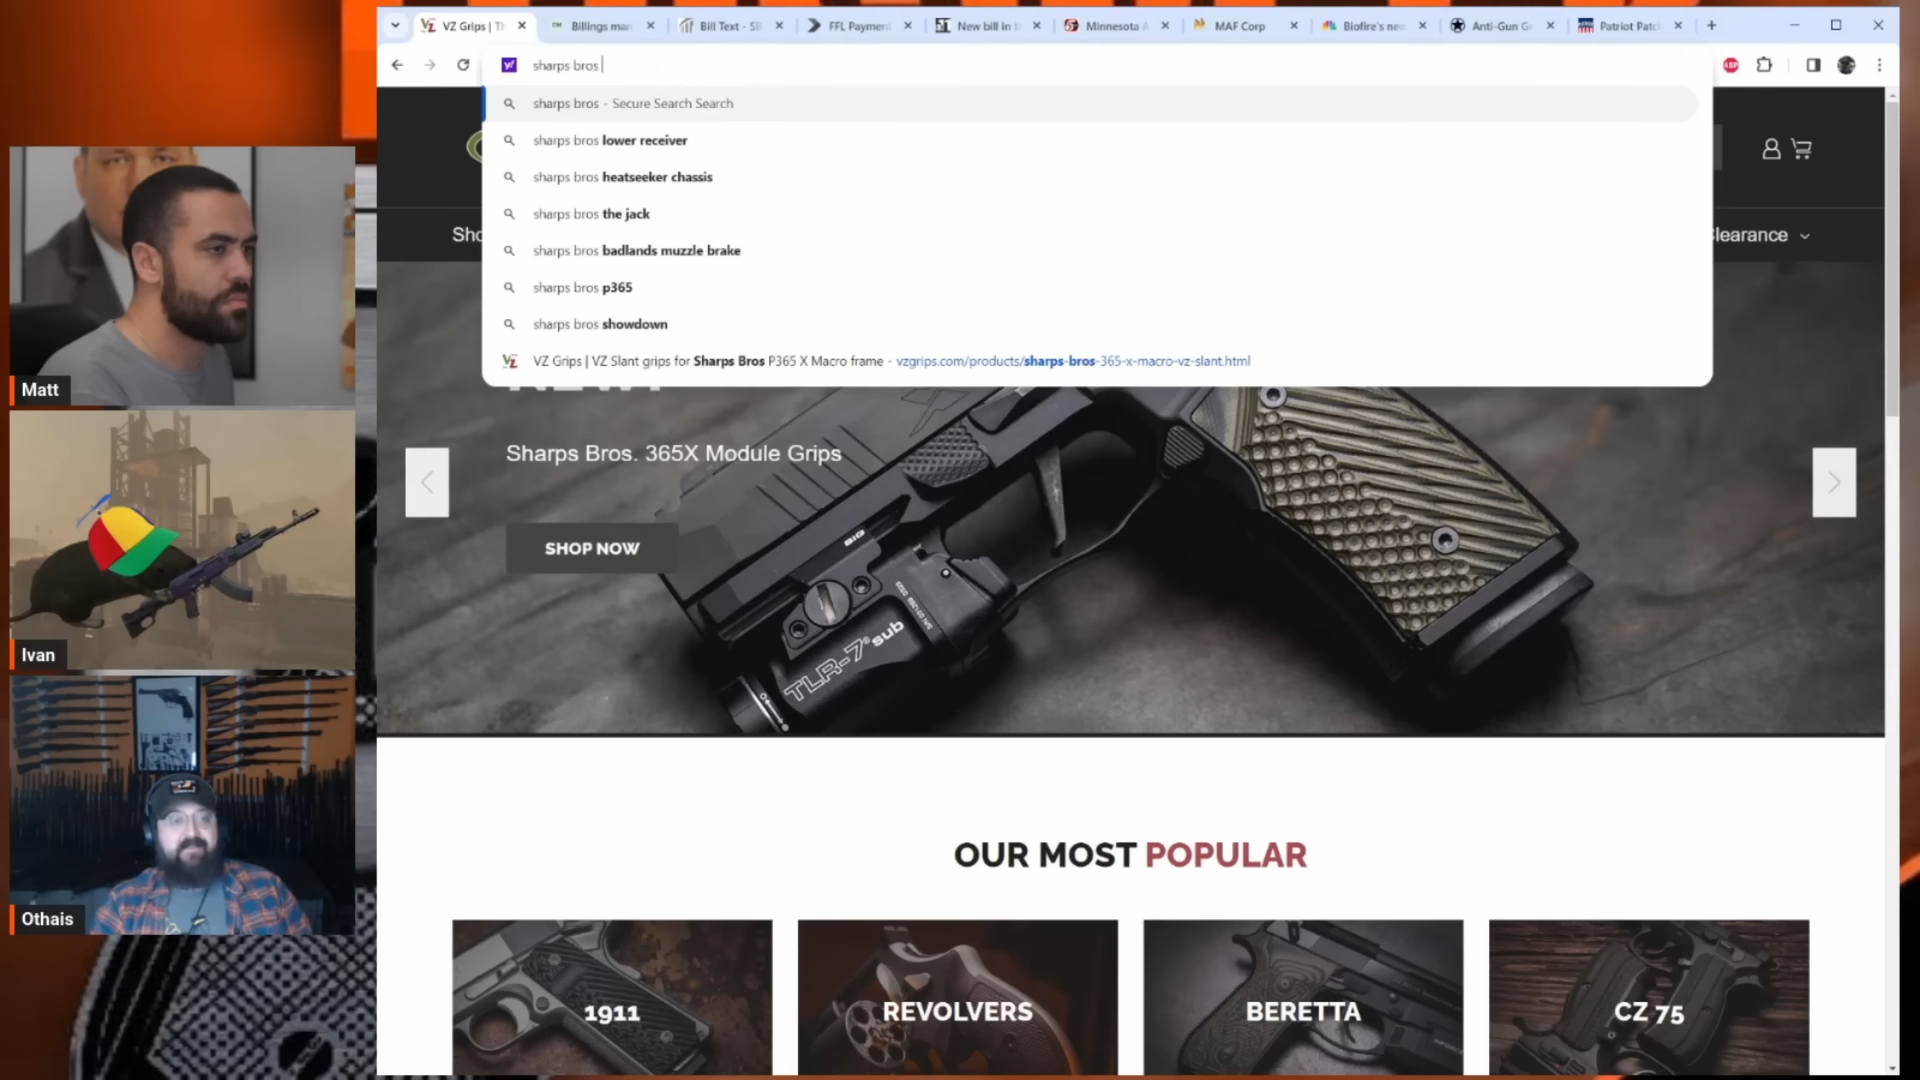 VZ Grips | Th
Billings man
Bill Text - SB
FFL Payment
New bill in t
Minnesota A
MAF Corp
Biofire's new
Anti-Gun Gr
Patriot Patc
sharps bros
sharps bros - Secure Search Search
sharps bros lower receiver
sharps bros heatseeker chassis
sharps bros the jack
sharps bros badlands muzzle brake
sharps bros p365
sharps bros showdown
VZ Grips | VZ Slant grips for Sharps Bros P365 X Macro frame - vzgrips.com/products/sharps-bros-365-x-macro-vz-slant.html
ABP
Sho
Clearance
Sharps Bros. 365X Module Grips
SHOP NOW
SIG
TLR-7 sub
OUR MOST POPULAR
1911
REVOLVERS
BERETTA
CZ 75
Matt
Ivan
Othais